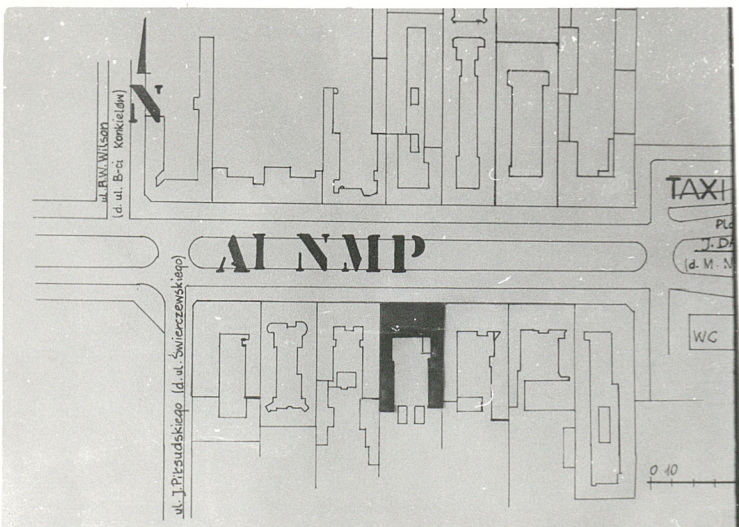 N
ul. R.W. Wilson
(d. ul. B-ci Konkielów)
TAXI
J. DA
(d. M. N
Al NMP
ul. J. Piłsudskiego (d. ul. Świerczewskiego)
WC
0 10